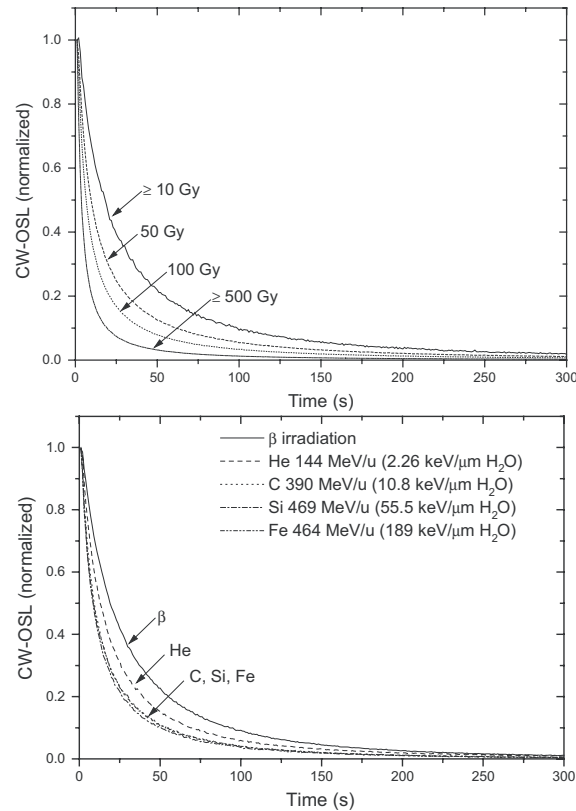 CW-OSL (normalized)
1.0
0.8
0.6
0.4
0.2
0.0
≥ 10 Gy
50 Gy
100 Gy
≥ 500 Gy
0 50 100 150 200 250 300
Time (s)
CW-OSL (normalized)
1.0
0.8
0.6
0.4
0.2
0.0
β irradiation
He 144 MeV/u (2.26 keV/μm H₂O)
C 390 MeV/u (10.8 keV/μm H₂O)
Si 469 MeV/u (55.5 keV/μm H₂O)
Fe 464 MeV/u (189 keV/μm H₂O)
β
He
C, Si, Fe
0 50 100 150 200 250 300
Time (s)